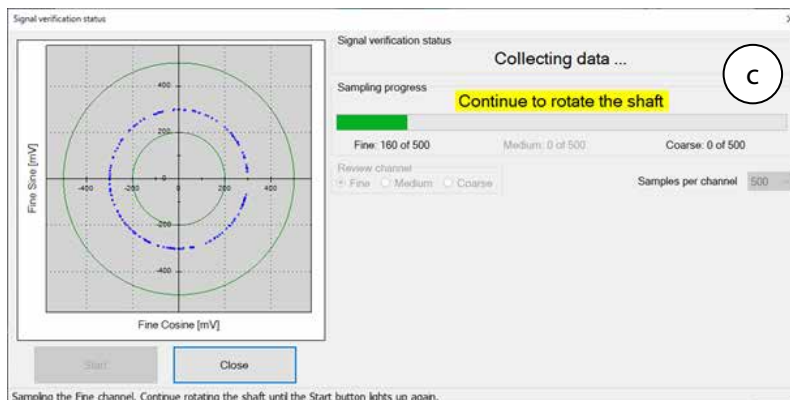 Signal verification status
Signal verification status
Collecting data ...
C
Sampling progress
Continue to rotate the shaft
Fine: 160 of 500 Medium: 0 of 500 Coarse: 0 of 500
Review channel
Fine Medium Coarse
Samples per channel 500
Fine Sine [mV]
400
200
-400 -200 0 200 400
-200
-400
Fine Cosine [mV]
Start Close
Sampling the Fine channel. Continue rotating the shaft until the Start button lights up again.